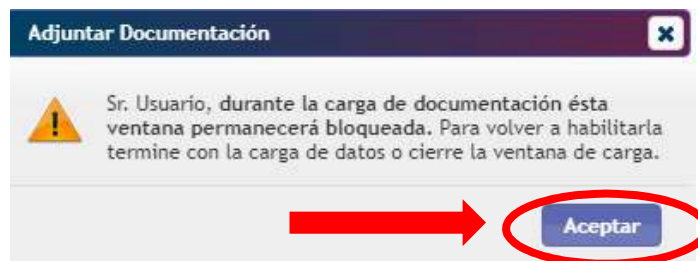 Adjuntar Documentación
Sr. Usuario, durante la carga de documentación ésta
ventana permanecerá bloqueada. Para volver a habilitarla
termine con la carga de datos o cierre la ventana de carga.
Aceptar